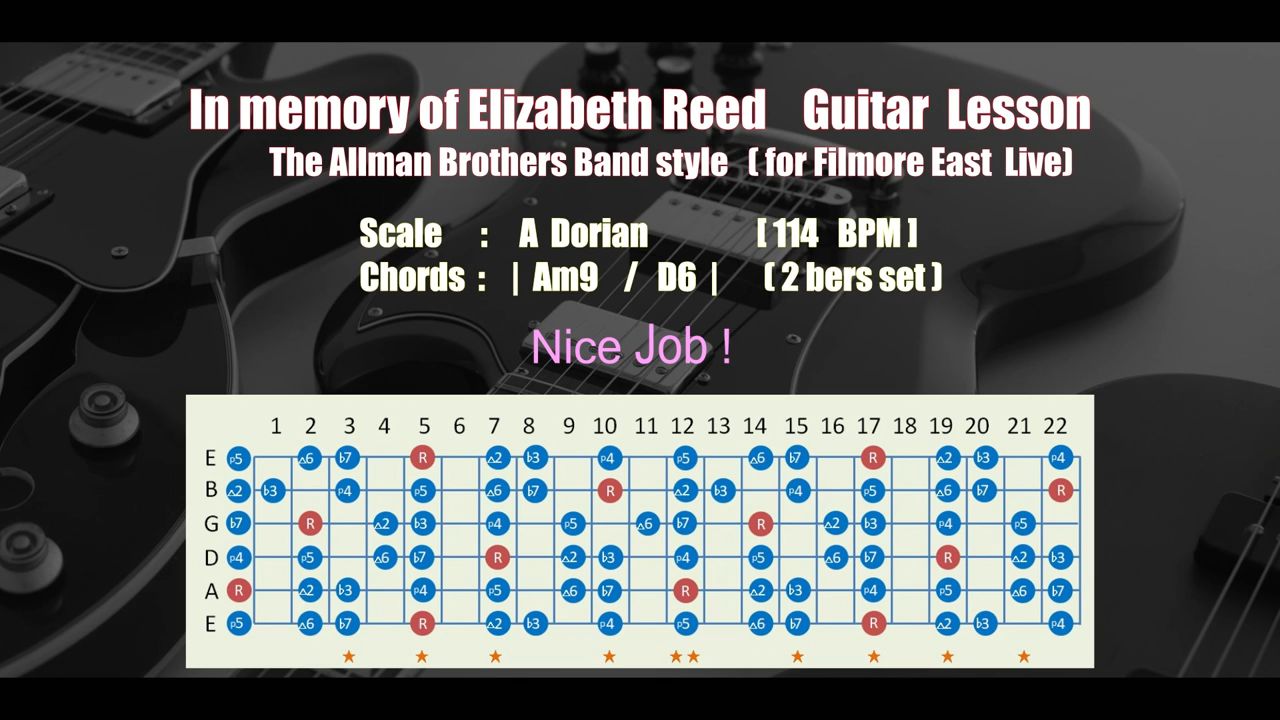 In memory of Elizabeth Reed Guitar Lesson
The Allman Brothers Band style ( for Filmore East Live)
Scale : A Dorian [ 114 BPM ]
Chords : | Am9 / D6 | ( 2 bers set )
Nice Job !
1 2 3 4 5 6 7 8 9 10 11 12 13 14 15 16 17 18 19 20 21 22
E p5 △6 b7 R △2 b3 p4 p5 △6 b7 R △2 b3 p4
B △2 b3 p4 p5 △6 b7 R △2 b3 p4 p5 △6 b7 R
G b7 R △2 b3 p4 p5 △6 b7 R △2 b3 p4 p5
D p4 p5 △6 b7 R △2 b3 p4 p5 △6 b7 R △2 b3
A R △2 b3 p4 p5 △6 b7 R △2 b3 p4 p5 △6 b7
E p5 △6 b7 R △2 b3 p4 p5 △6 b7 R △2 b3 p4